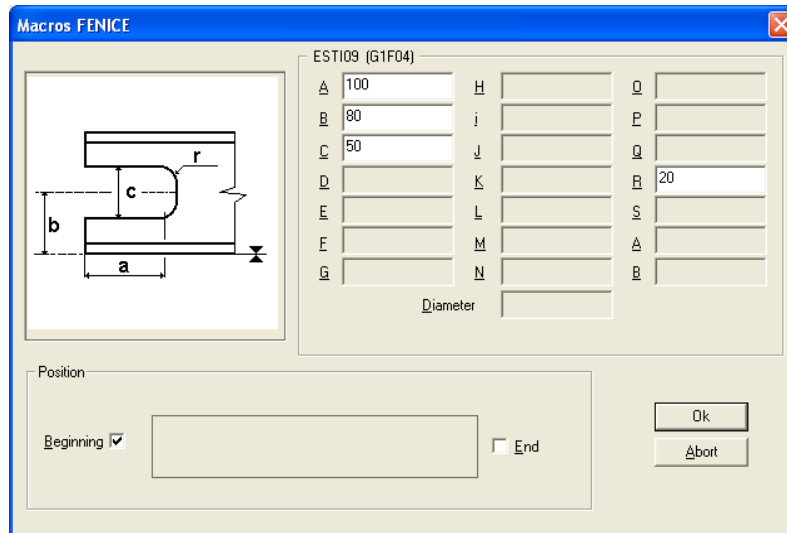 Macros FENICE
ESTI09 (G1F04)
A 100 H O
B 80 i P
C 50 J Q
D K R 20
E L S
F M A
G N B
Diameter
r
c
b
a
Position
Beginning End
Ok
Abort